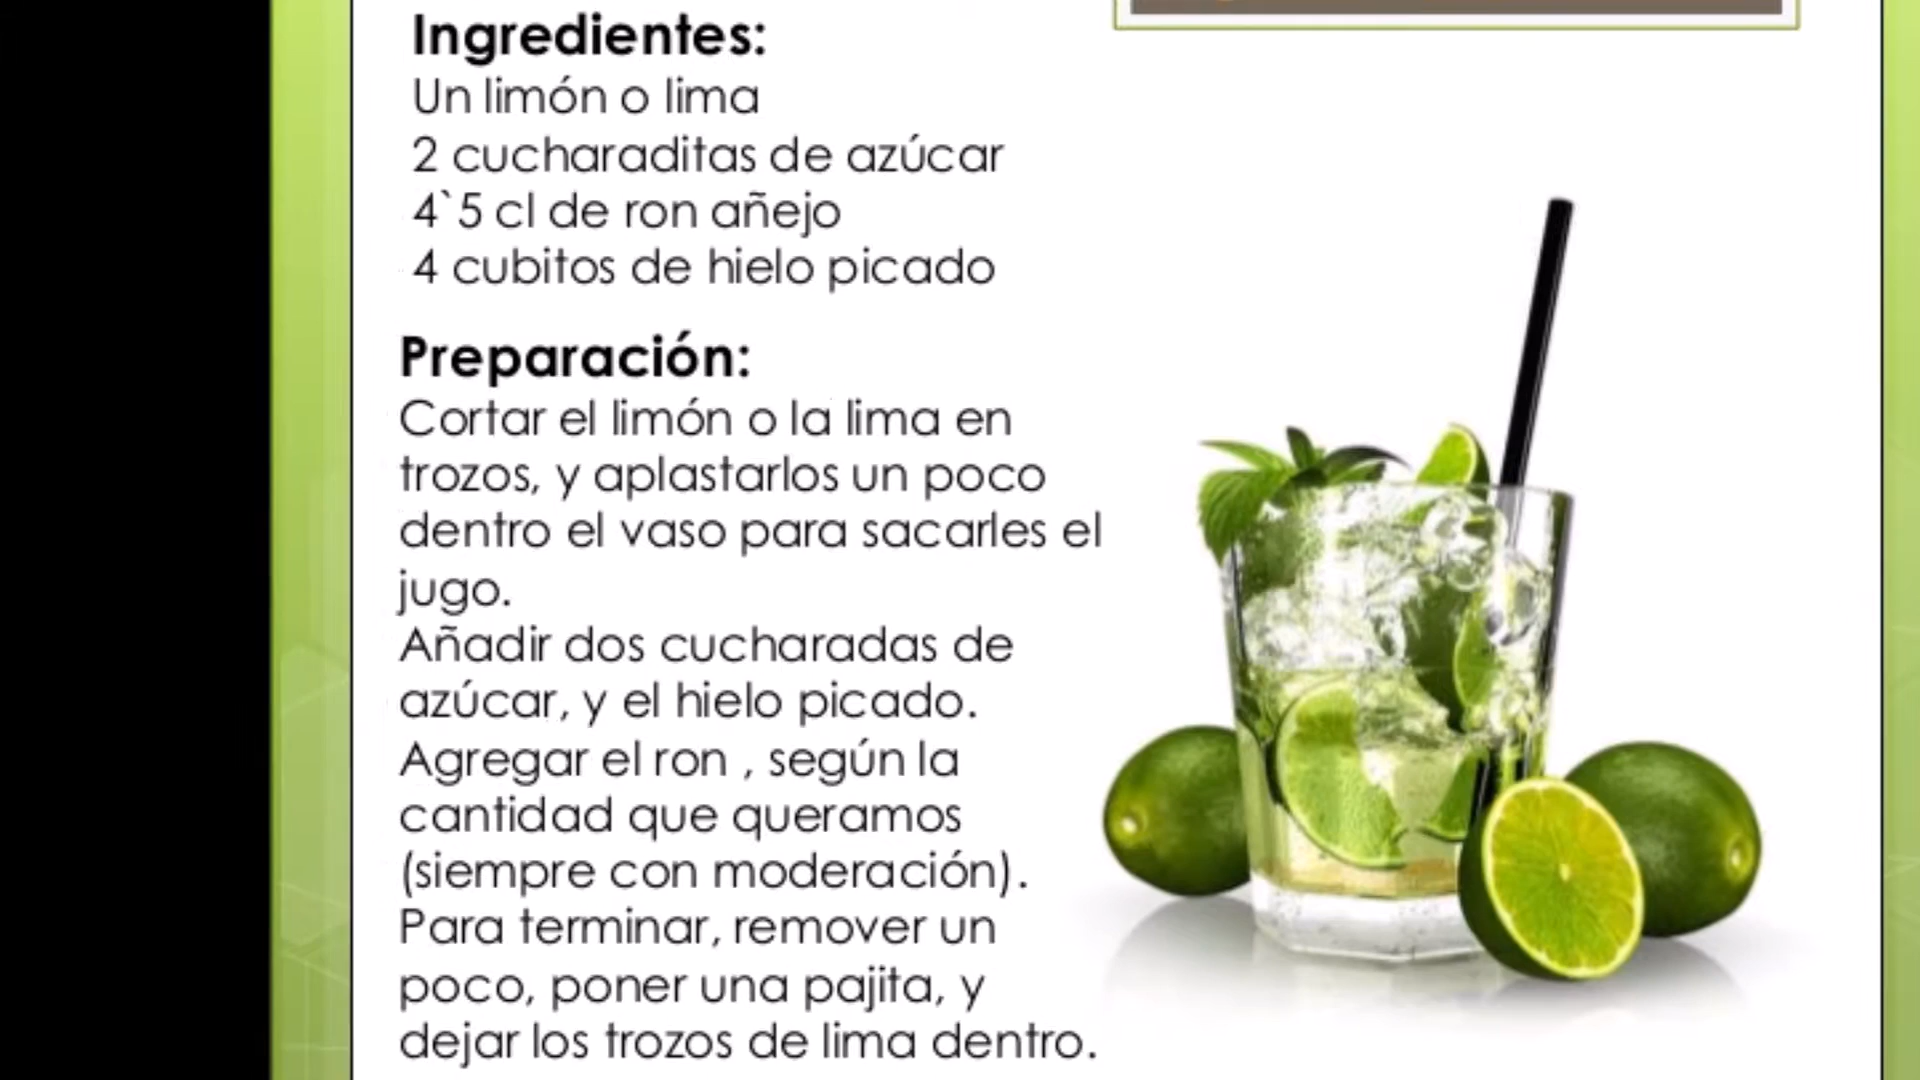 Ingredientes:
Un limón o lima
2 cucharaditas de azúcar
4`5 cl de ron añejo
4 cubitos de hielo picado
Preparación:
Cortar el limón o la lima en
trozos, y aplastarlos un poco
dentro el vaso para sacarles el
jugo.
Añadir dos cucharadas de
azúcar, y el hielo picado.
Agregar el ron , según la
cantidad que queramos
(siempre con moderación).
Para terminar, remover un
poco, poner una pajita, y
dejar los trozos de lima dentro.